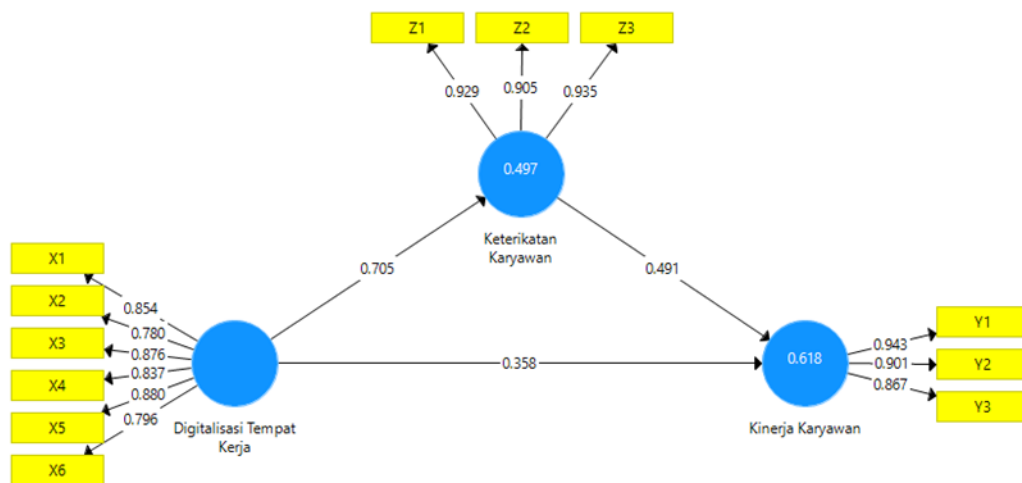 Z1
Z2
Z3
0.929
0.905
0.935
0.497
Keterikatan
Karyawan
0.705
0.491
X1
X2
X3
X4
X5
X6
0.854
0.780
0.876
0.837
0.880
0.796
Digitalisasi Tempat
Kerja
0.358
0.618
Kinerja Karyawan
0.943
0.901
0.867
Y1
Y2
Y3